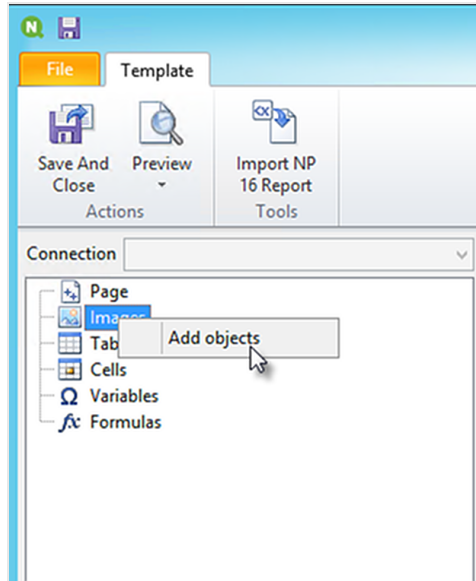 File Template
Save And Preview Import NP
Close 16 Report
Actions Tools
Connection
Page
Images
Add objects
Tab
Cells
Ω Variables
fx Formulas